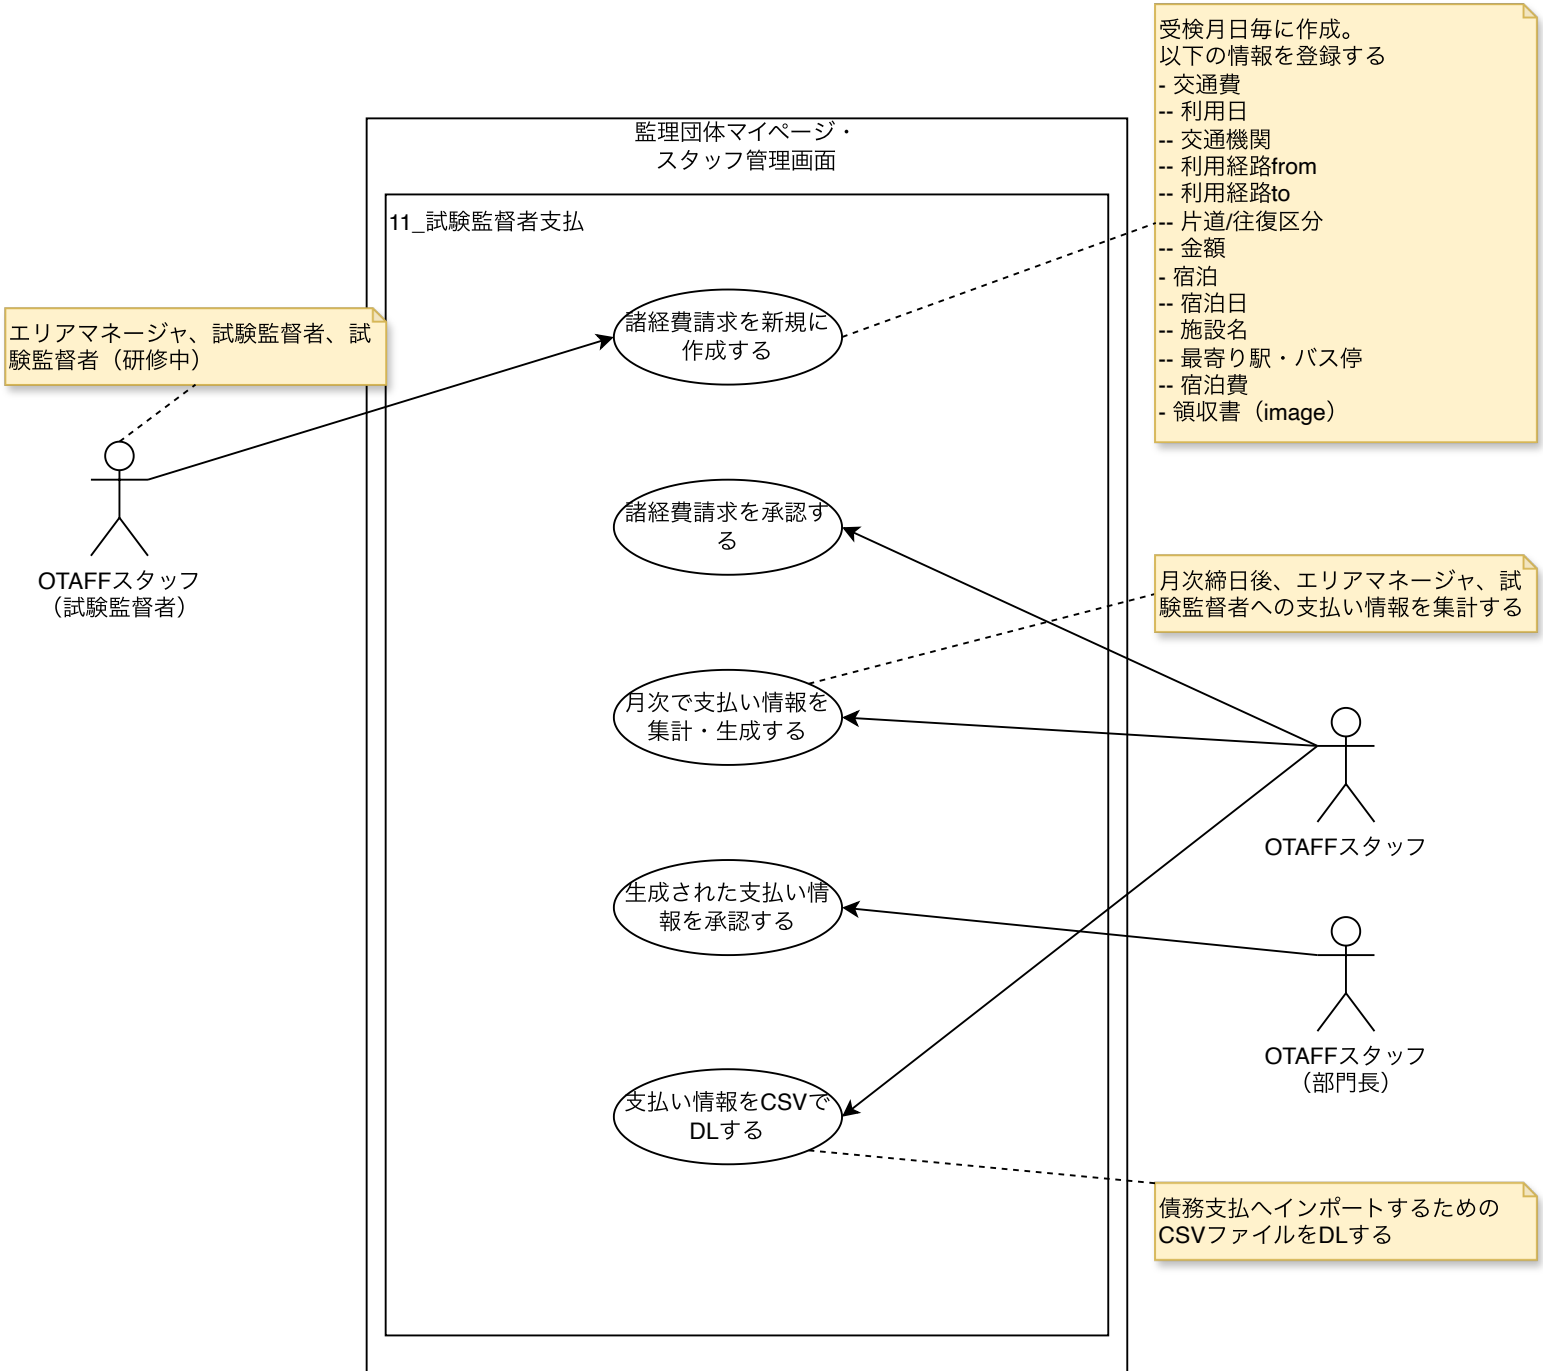 受検月日毎に作成。
以下の情報を登録する
- 交通費
-- 利用日
-- 交通機関
-- 利用経路from
-- 利用経路to
-- 片道/往復区分
-- 金額
- 宿泊
-- 宿泊日
-- 施設名
-- 最寄り駅・バス停
-- 宿泊費
- 領収書（image）
監理団体マイページ・
スタッフ管理画面
11_試験監督者支払
エリアマネージャ、試験監督者、試
験監督者（研修中）
諸経費請求を新規に
作成する
諸経費請求を承認す
る
OTAFFスタッフ
（試験監督者）
月次締日後、エリアマネージャ、試
験監督者への支払い情報を集計する
月次で支払い情報を
集計・生成する
OTAFFスタッフ
生成された支払い情
報を承認する
OTAFFスタッフ
（部門長）
支払い情報をCSVで
DLする
債務支払へインポートするための
CSVファイルをDLする